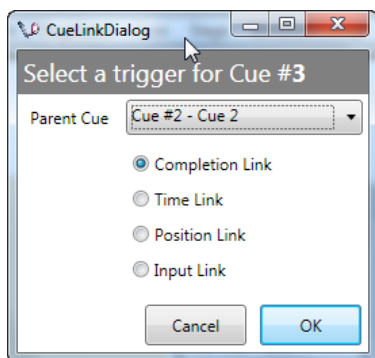 CueLinkDialog
Select a trigger for Cue #3
Parent Cue Cue #2 - Cue 2
Completion Link
Time Link
Position Link
Input Link
Cancel OK